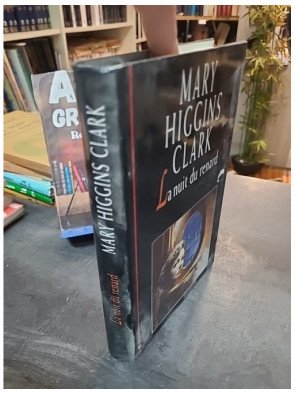 MARY
HIGGINS
CLARK
La nuit du renard
MARY HIGGINS CLARK
La nuit du renard